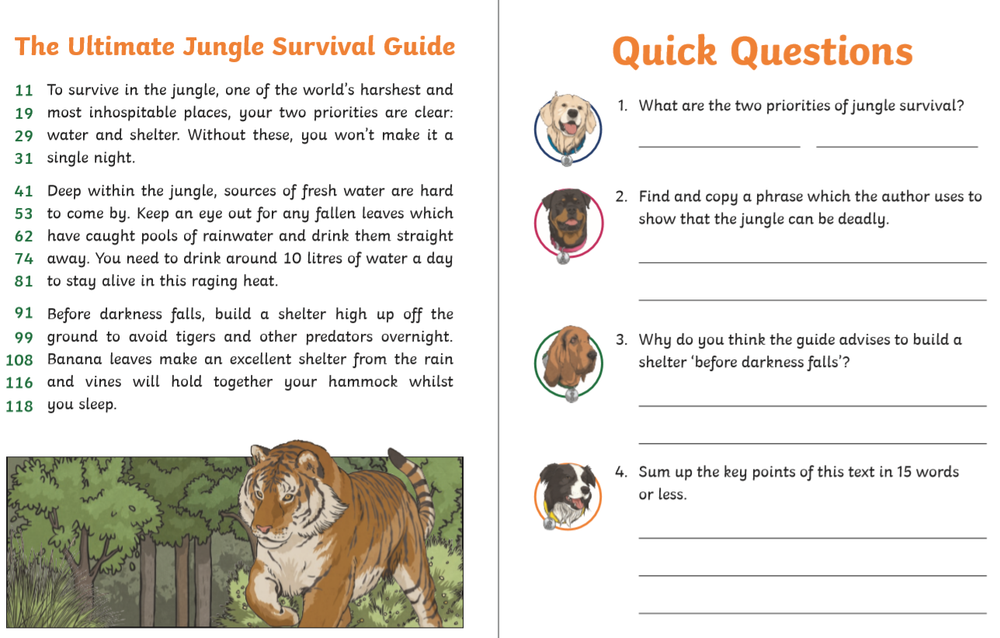 The Ultimate Jungle Survival Guide
11 To survive in the jungle, one of the world's harshest and
19 most inhospitable places, your two priorities are clear:
29 water and shelter. Without these, you won't make it a
31 single night.
41 Deep within the jungle, sources of fresh water are hard
53 to come by. Keep an eye out for any fallen leaves which
62 have caught pools of rainwater and drink them straight
74 away. You need to drink around 10 litres of water a day
81 to stay alive in this raging heat.
91 Before darkness falls, build a shelter high up off the
99 ground to avoid tigers and other predators overnight.
108 Banana leaves make an excellent shelter from the rain
116 and vines will hold together your hammock whilst
118 you sleep.
Quick Questions
1. What are the two priorities of jungle survival?
2. Find and copy a phrase which the author uses to
show that the jungle can be deadly.
3. Why do you think the guide advises to build a
shelter ‘before darkness falls’?
4. Sum up the key points of this text in 15 words
or less.